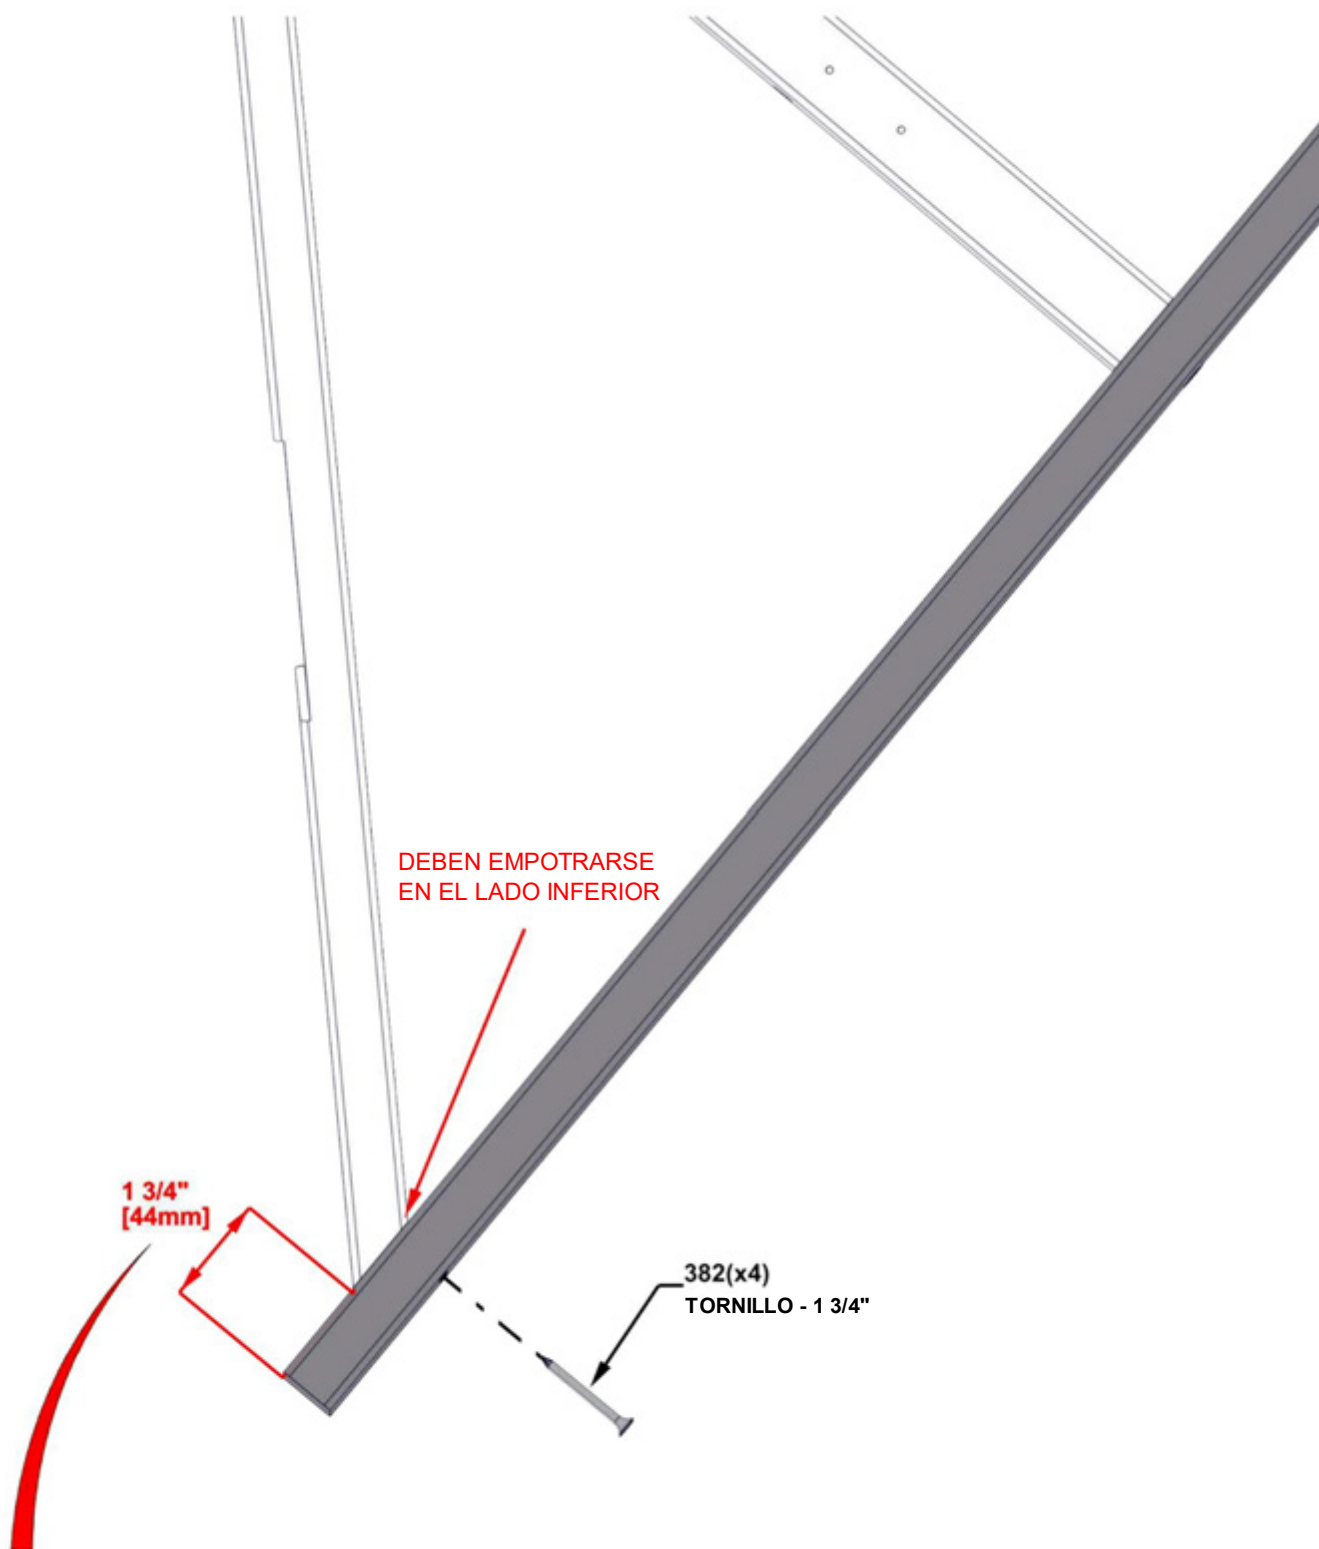 DEBEN EMPOTRARSE
EN EL LADO INFERIOR
1 3/4"
[44mm]
382(x4)
TORNILLO - 1 3/4"